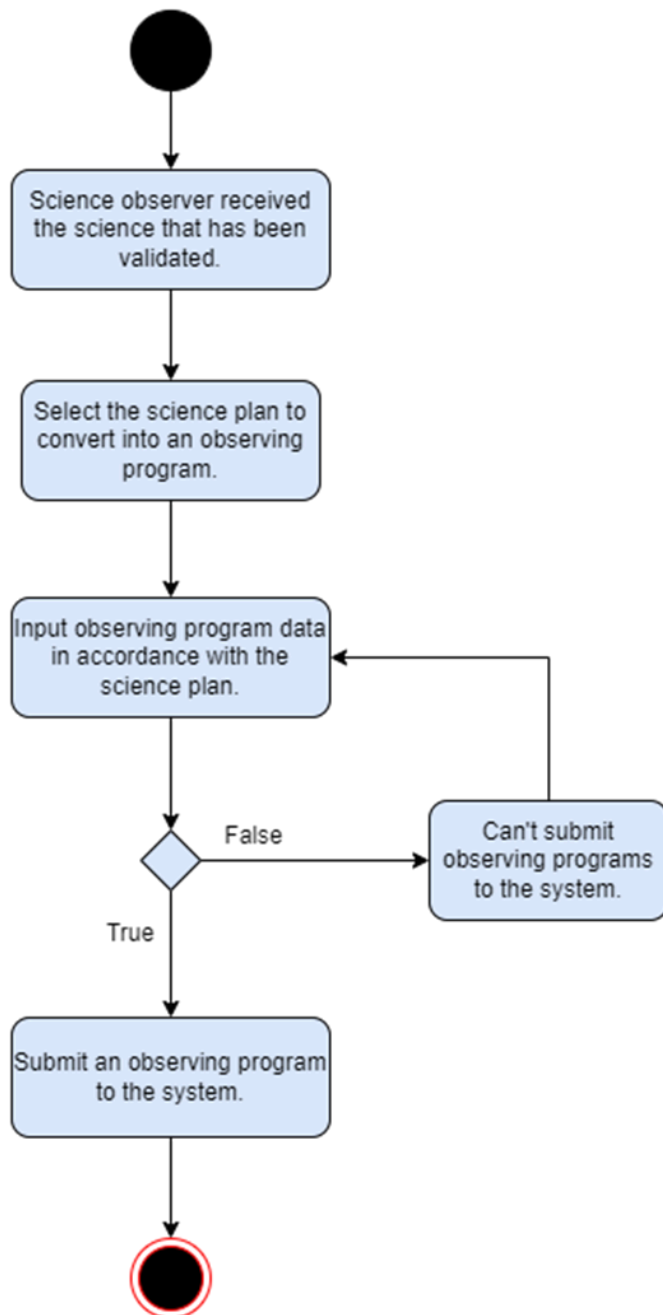 Science observer received
the science that has been
validated.
Select the science plan to
convert into an observing
program.
Input observing program data
in accordance with the
science plan.
False
Can't submit
observing programs
to the system.
True
Submit an observing program
to the system.